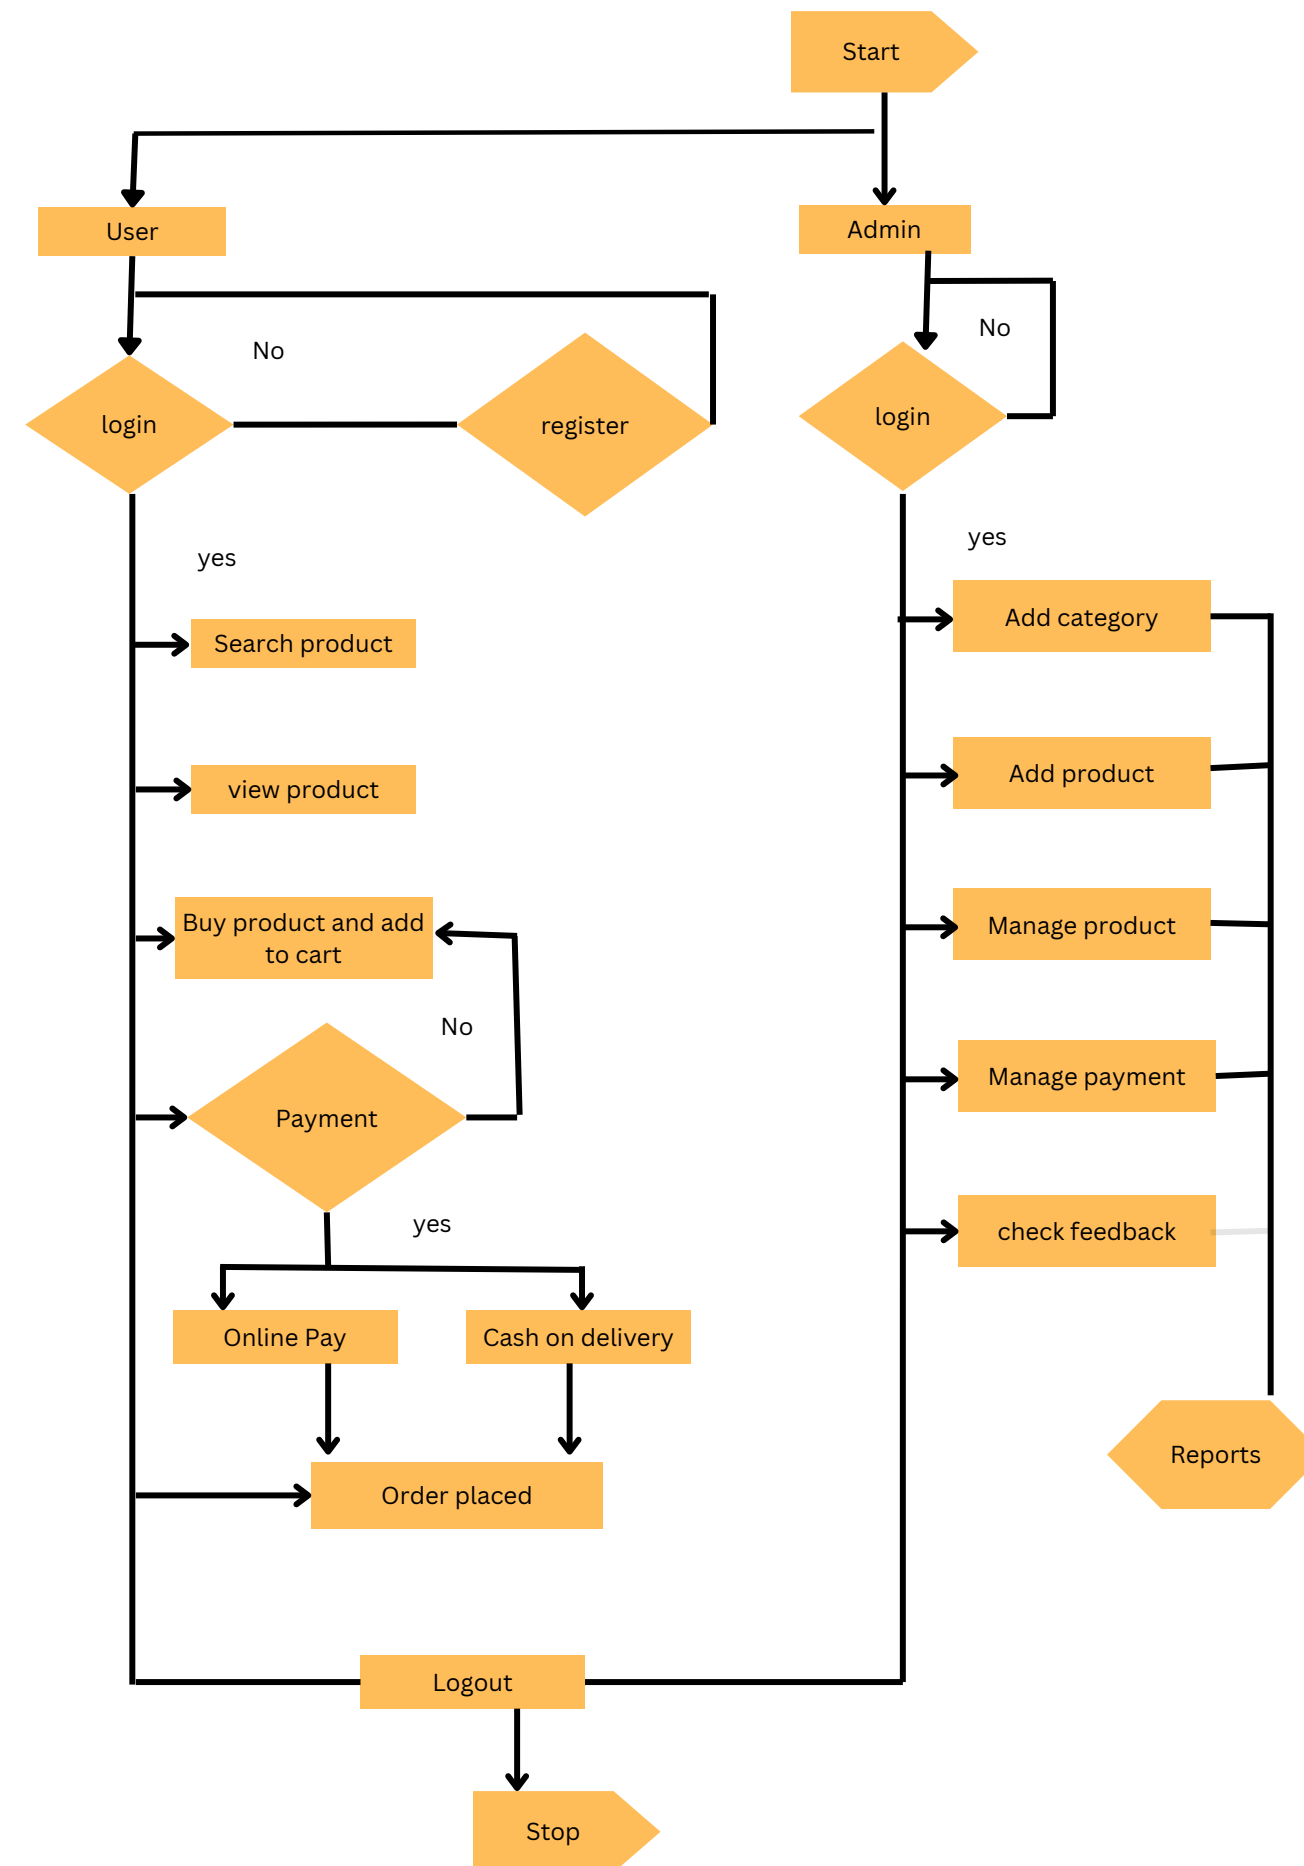 Start
User
Admin
No
No
login
register
login
yes
yes
Search product
Add category
view product
Add product
Buy product and add
to cart
Manage product
No
Payment
Manage payment
yes
check feedback
Online Pay
Cash on delivery
Reports
Order placed
Logout
Stop